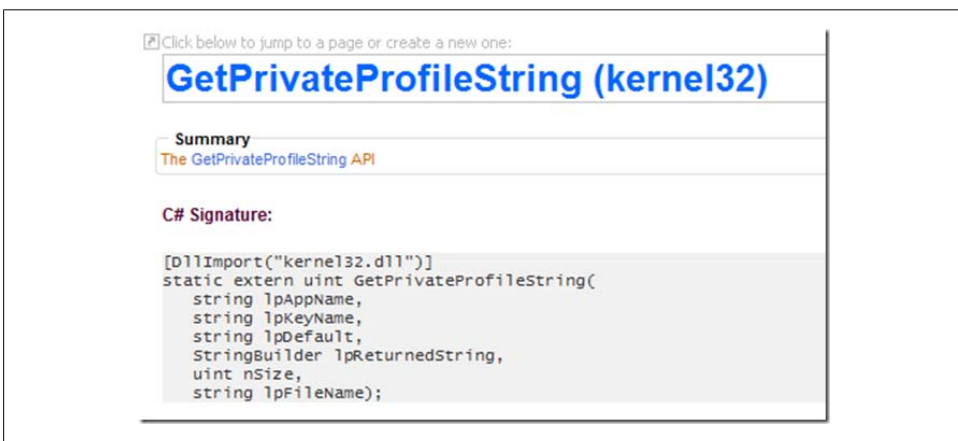 Click below to jump to a page or create a new one:
GetPrivateProfileString (kernel32)
Summary
The GetPrivateProfileString API
C# Signature:
[DllImport("kernel32.dll")]
static extern uint GetPrivateProfileString(
   string lpAppName,
   string lpKeyName,
   string lpDefault,
   StringBuilder lpReturnedString,
   uint nSize,
   string lpFileName);